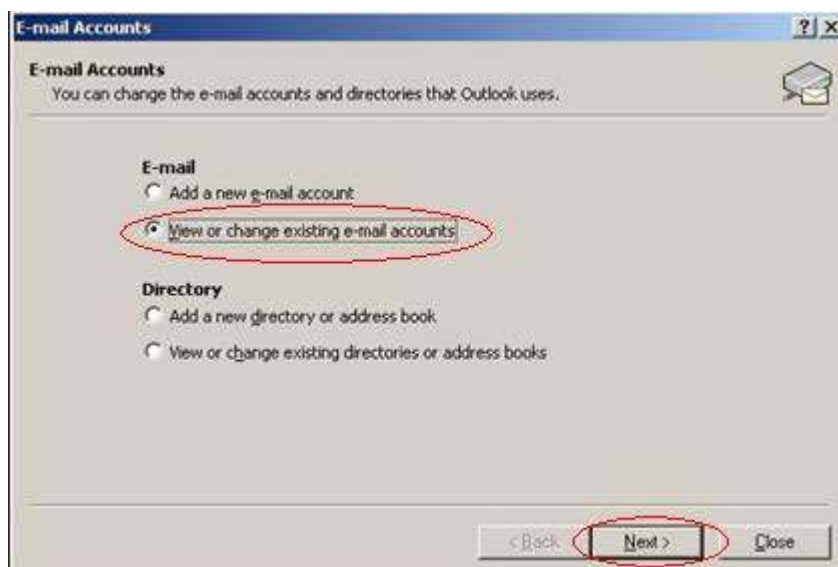 E-mail Accounts
E-mail Accounts
You can change the e-mail accounts and directories that Outlook uses.
E-mail
Add a new e-mail account
View or change existing e-mail accounts
Directory
Add a new directory or address book
View or change existing directories or address books
< Back
Next >
Close